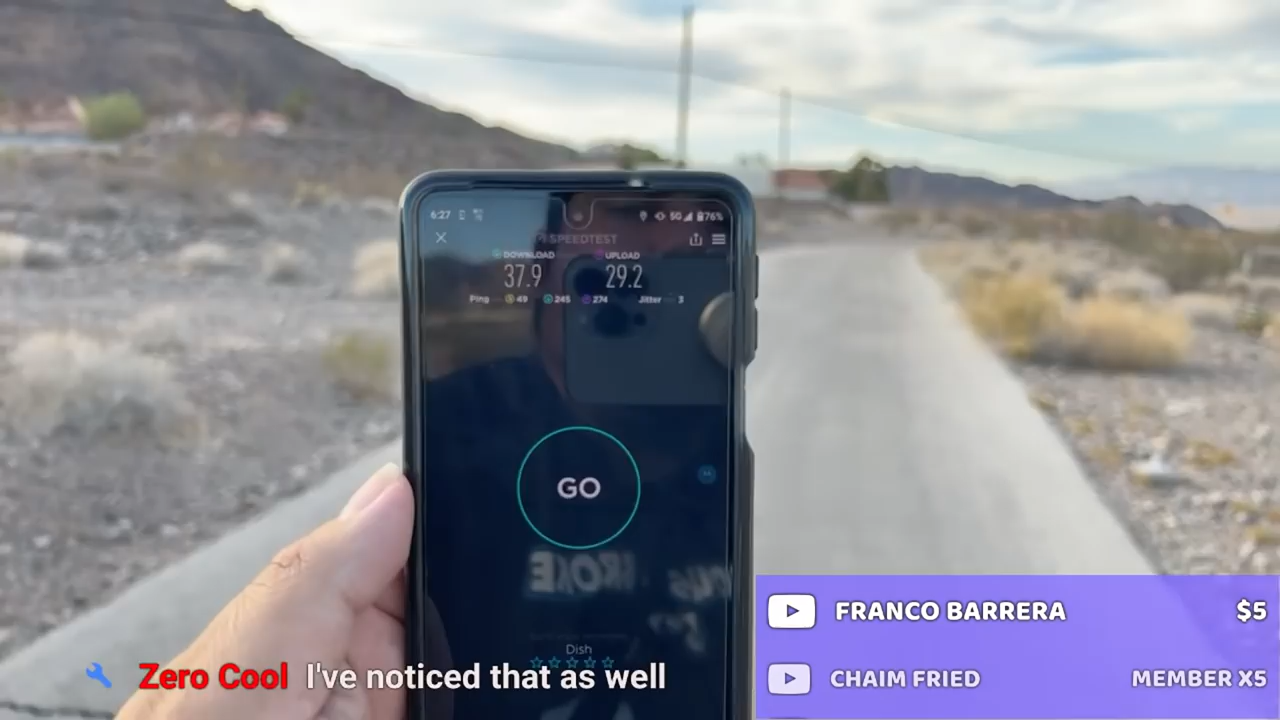 6:27 5G 76%
SPEEDTEST
DOWNLOAD UPLOAD
37.9 29.2
Ping 49 245 274 Jitter 3
GO
Dish
FRANCO BARRERA $5
Zero Cool I've noticed that as well
CHAIM FRIED MEMBER X5